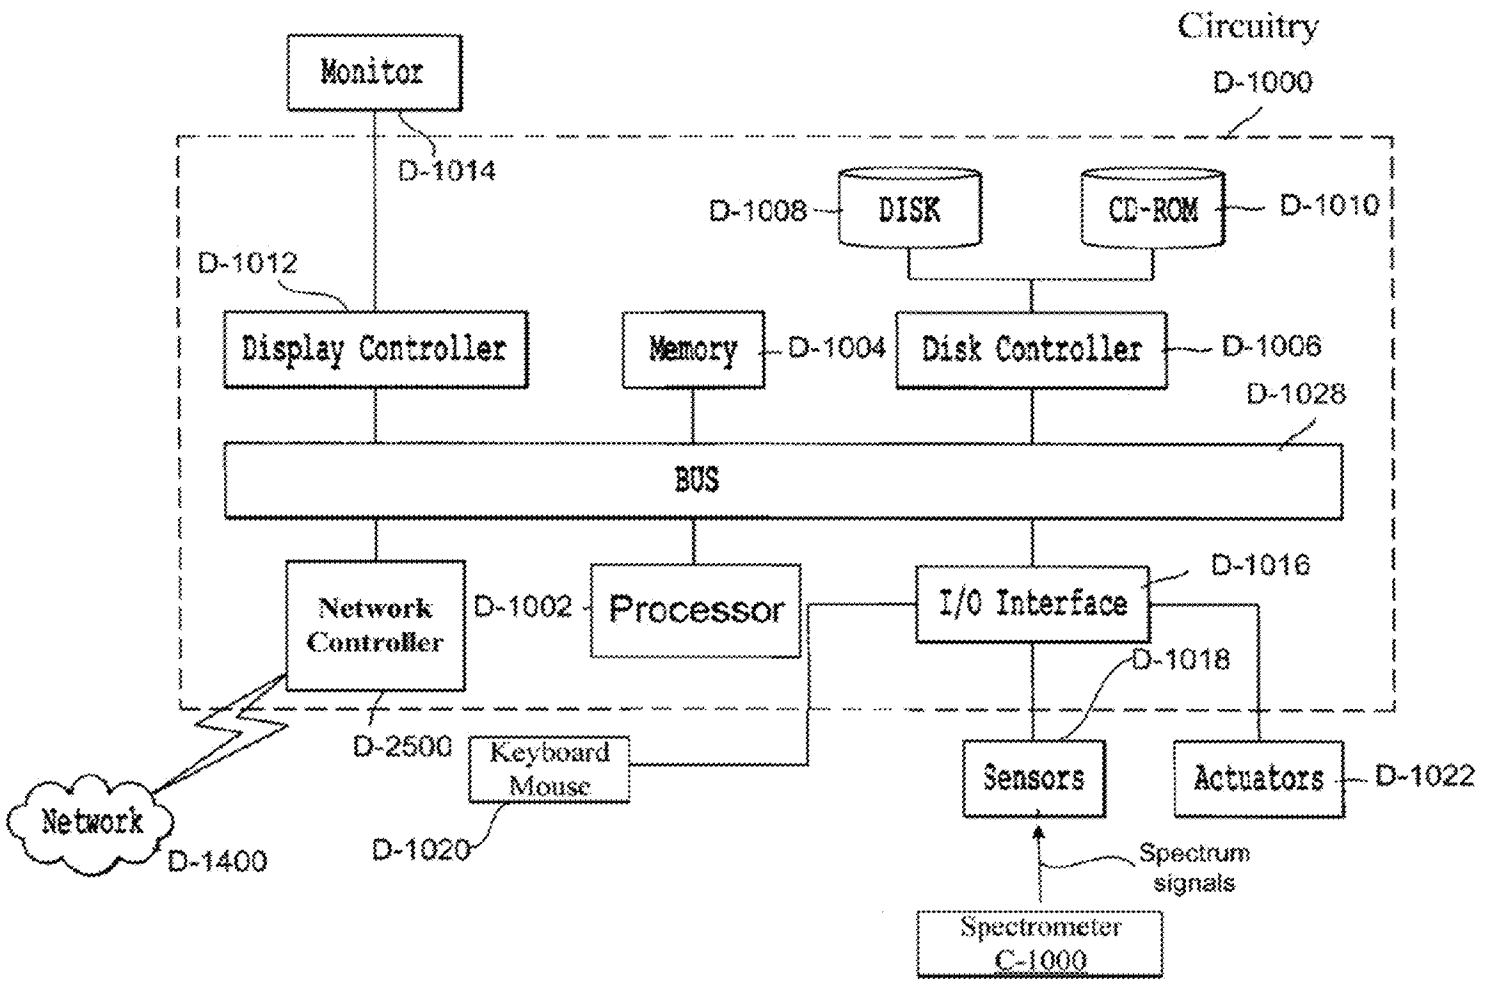 Circuitry
D-1000
Monitor
D-1014
D-1008
DISK
CD-ROM
D-1010
D-1012
Display Controller
Memory
D-1004
Disk Controller
D-1006
D-1028
BUS
Network
Controller
D-2500
D-1002
Processor
I/O Interface
D-1016
D-1018
Keyboard
Mouse
D-1020
Sensors
Actuators
D-1022
Network
D-1400
Spectrum
signals
Spectrometer
C-1000